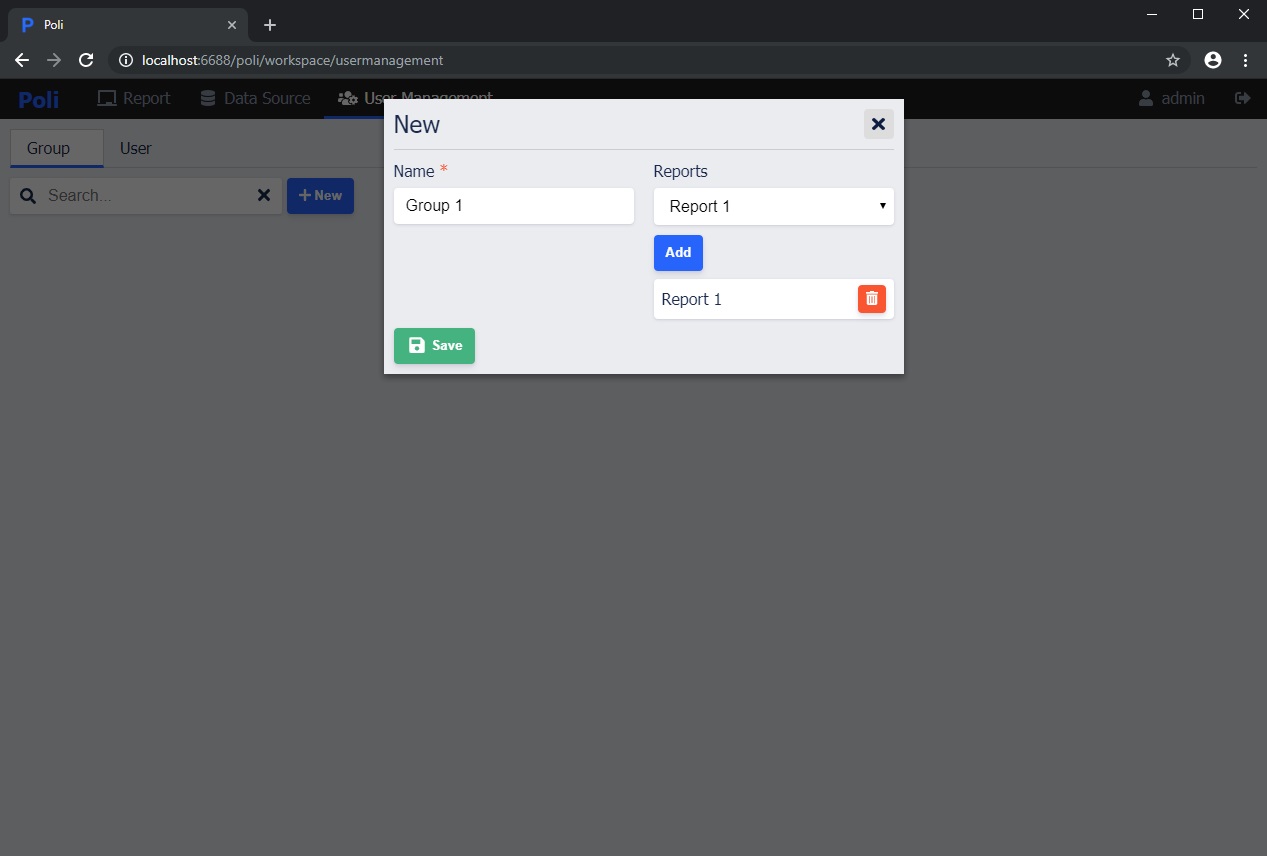 Poli
localhost:6688/poli/workspace/usermanagement
Poli Report Data Source User Management admin
Group User
Search... New
New
Name * Reports
Group 1 Report 1
Add
Report 1
Save